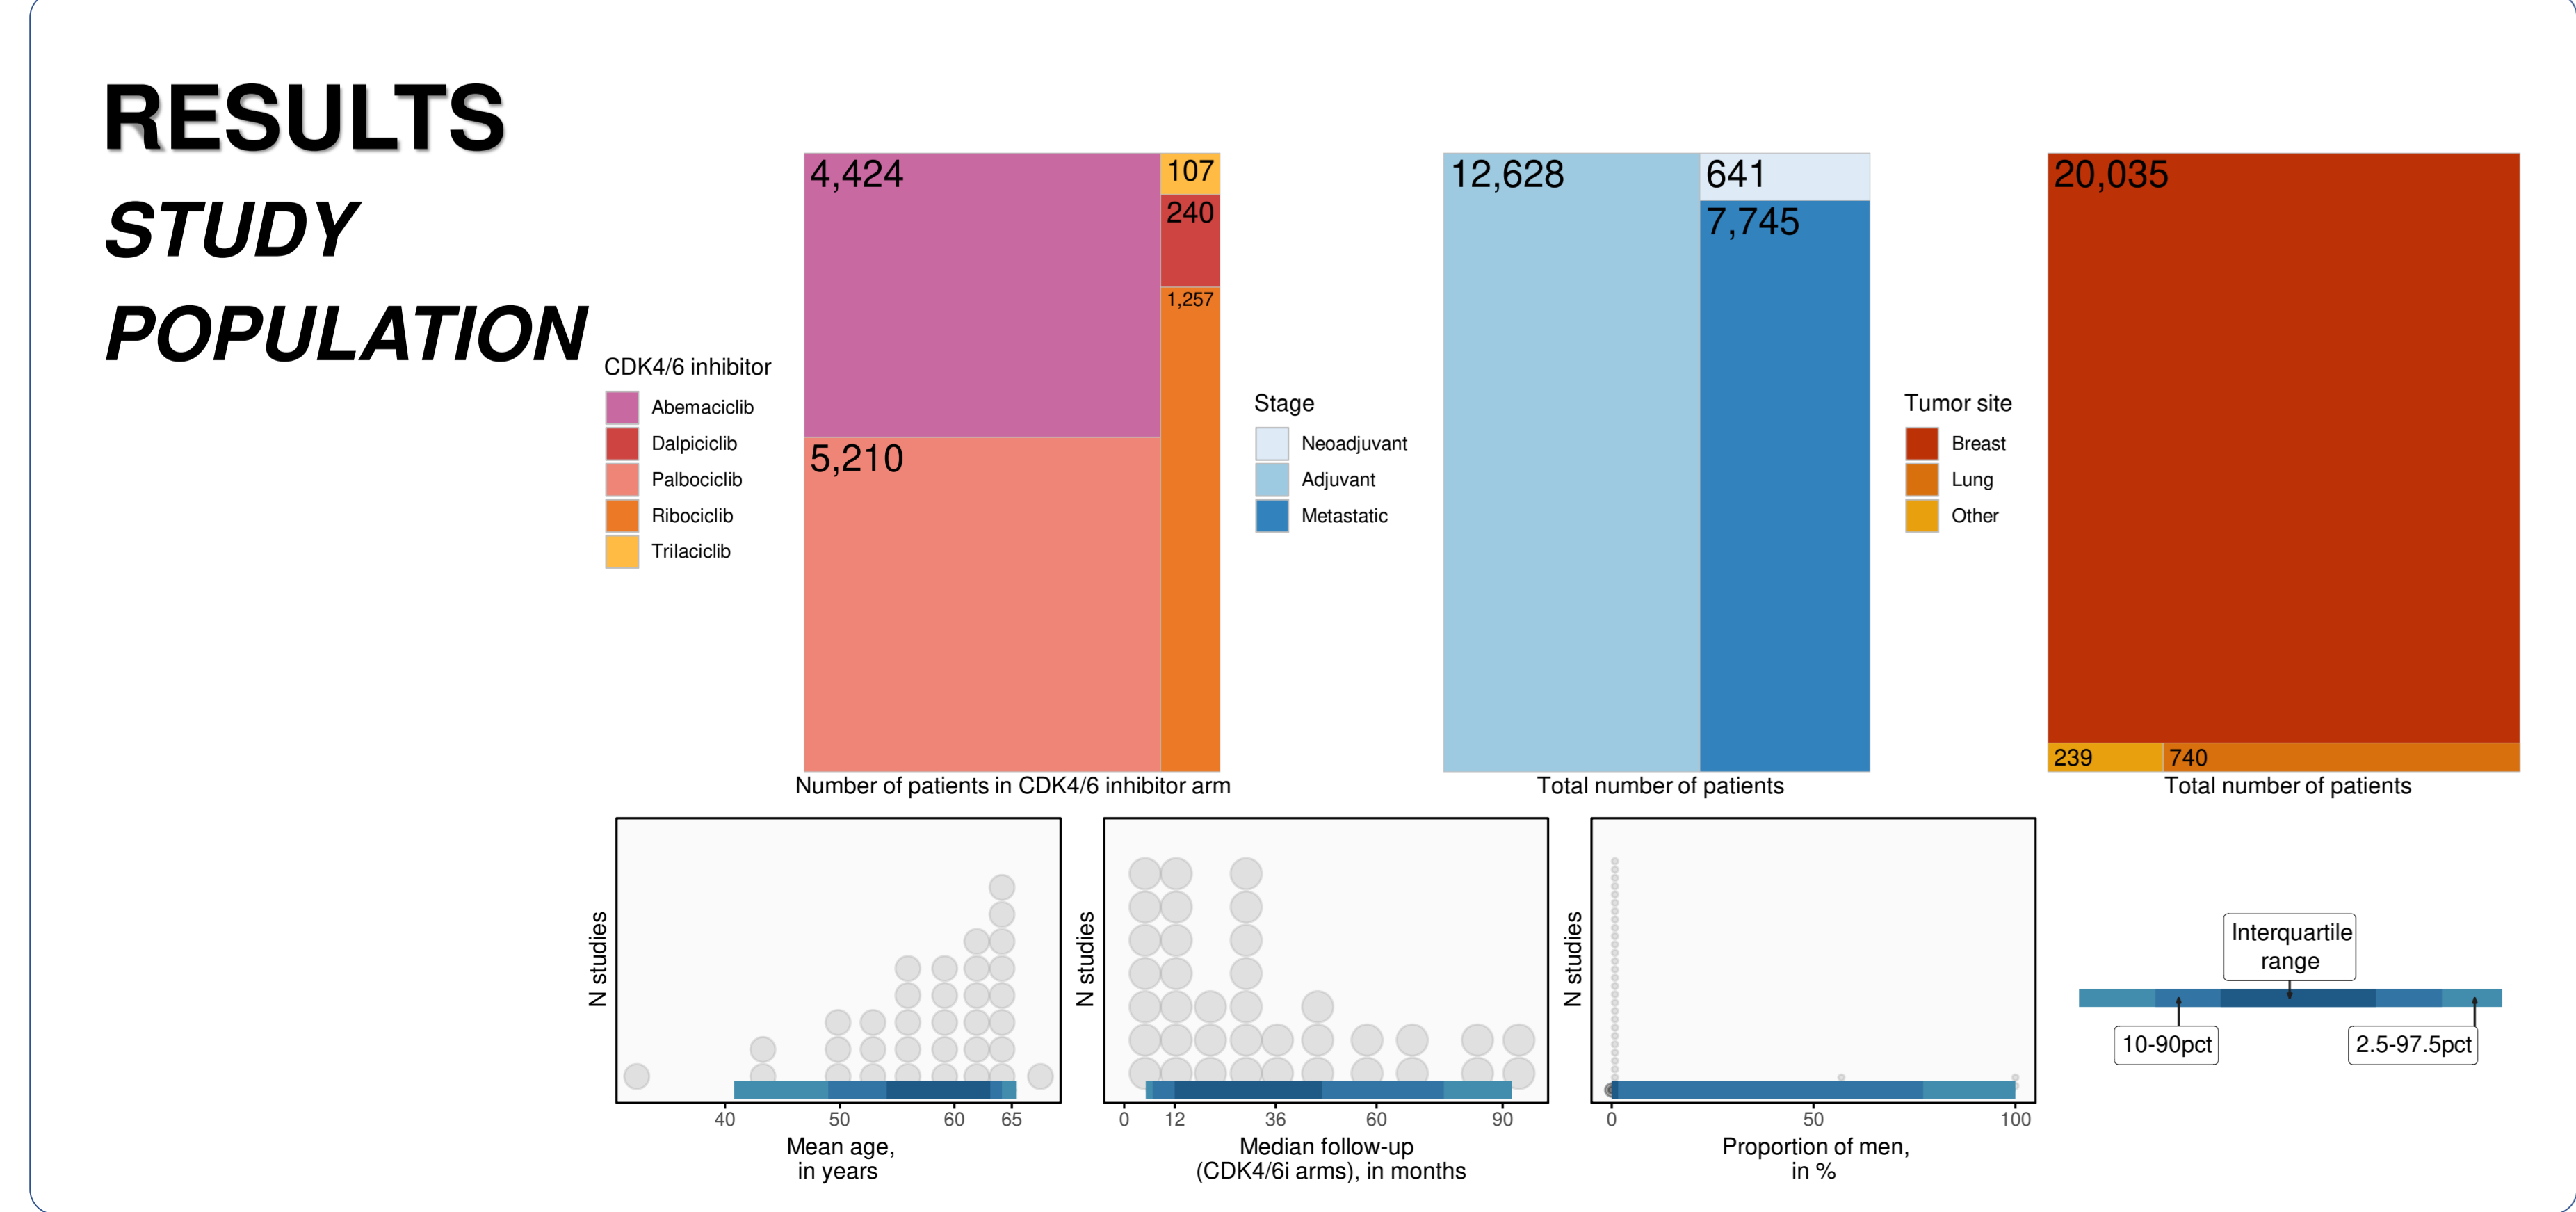 RESULTS
STUDY
POPULATION
CDK4/6 inhibitor
Abemaciclib
Dalpiciclib
Palbociclib
Ribociclib
Trilaciclib
4,424
107
240
1,257
5,210
Number of patients in CDK4/6 inhibitor arm
Stage
Neoadjuvant
Adjuvant
Metastatic
12,628
641
7,745
Total number of patients
Tumor site
Breast
Lung
Other
20,035
239
740
Total number of patients
N studies
40 50 60 65
Mean age,
in years
N studies
0 12 36 60 90
Median follow-up
(CDK4/6i arms), in months
N studies
0 50 100
Proportion of men,
in %
Interquartile
range
10-90pct
2.5-97.5pct